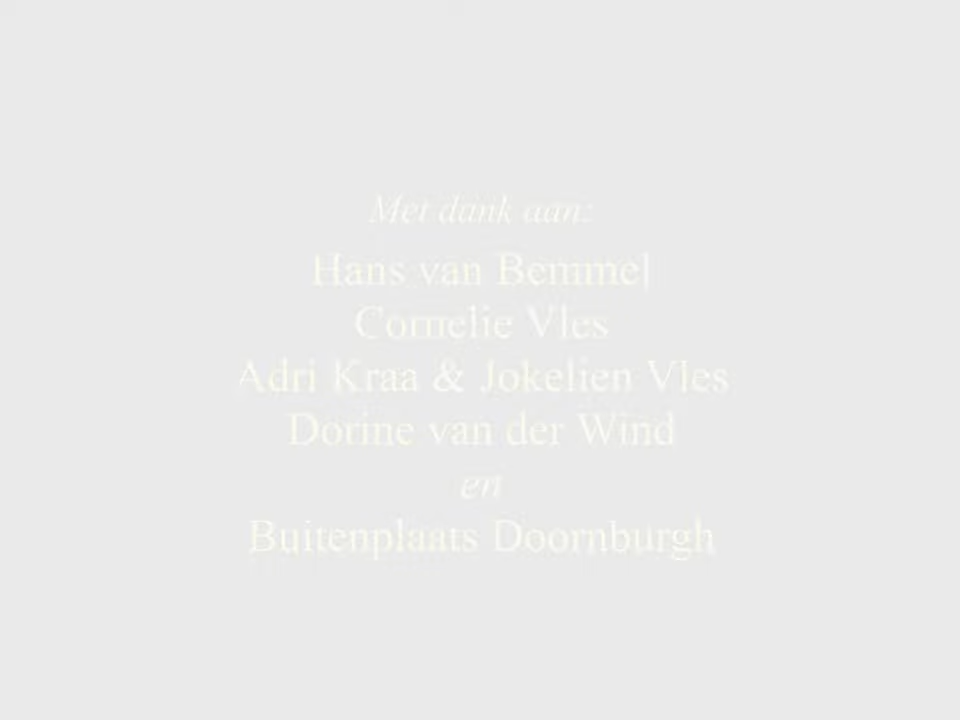 Met dank aan:
Hans van Bemmel
Cornelie Vles
Adri Kraa & Jokelien Vles
Dorine van der Wind
en
Buitenplaats Doornburgh